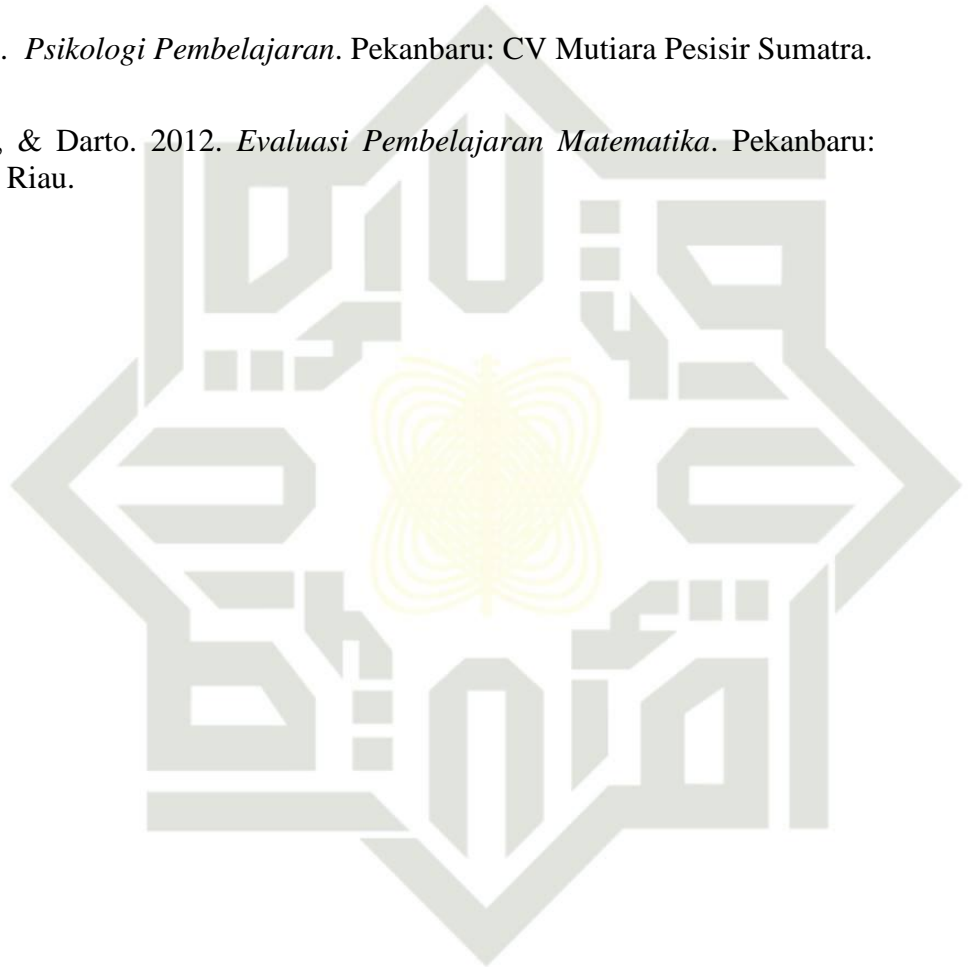 . Psikologi Pembelajaran. Pekanbaru: CV Mutiara Pesisir Sumatra.
, & Darto. 2012. Evaluasi Pembelajaran Matematika. Pekanbaru:
Riau.